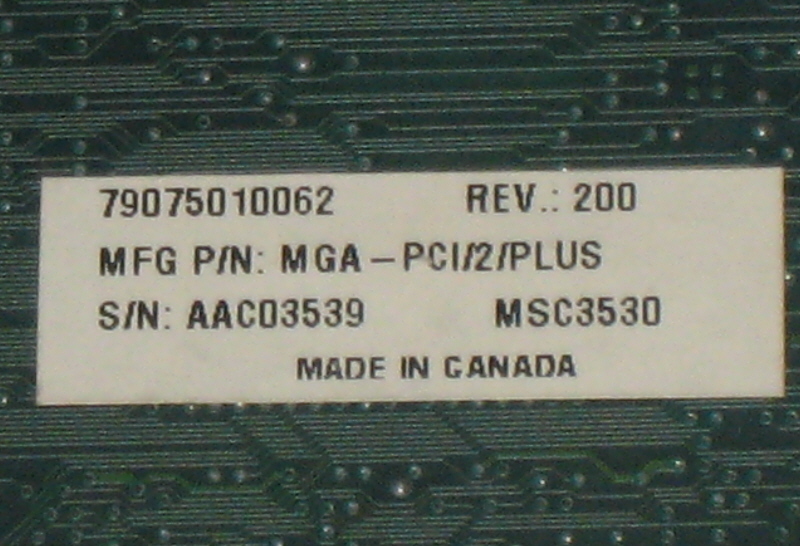 79075010062 REV.: 200
MFG P/N: MGA-PCI/2/PLUS
S/N: AAC03539 MSC3530
MADE IN CANADA